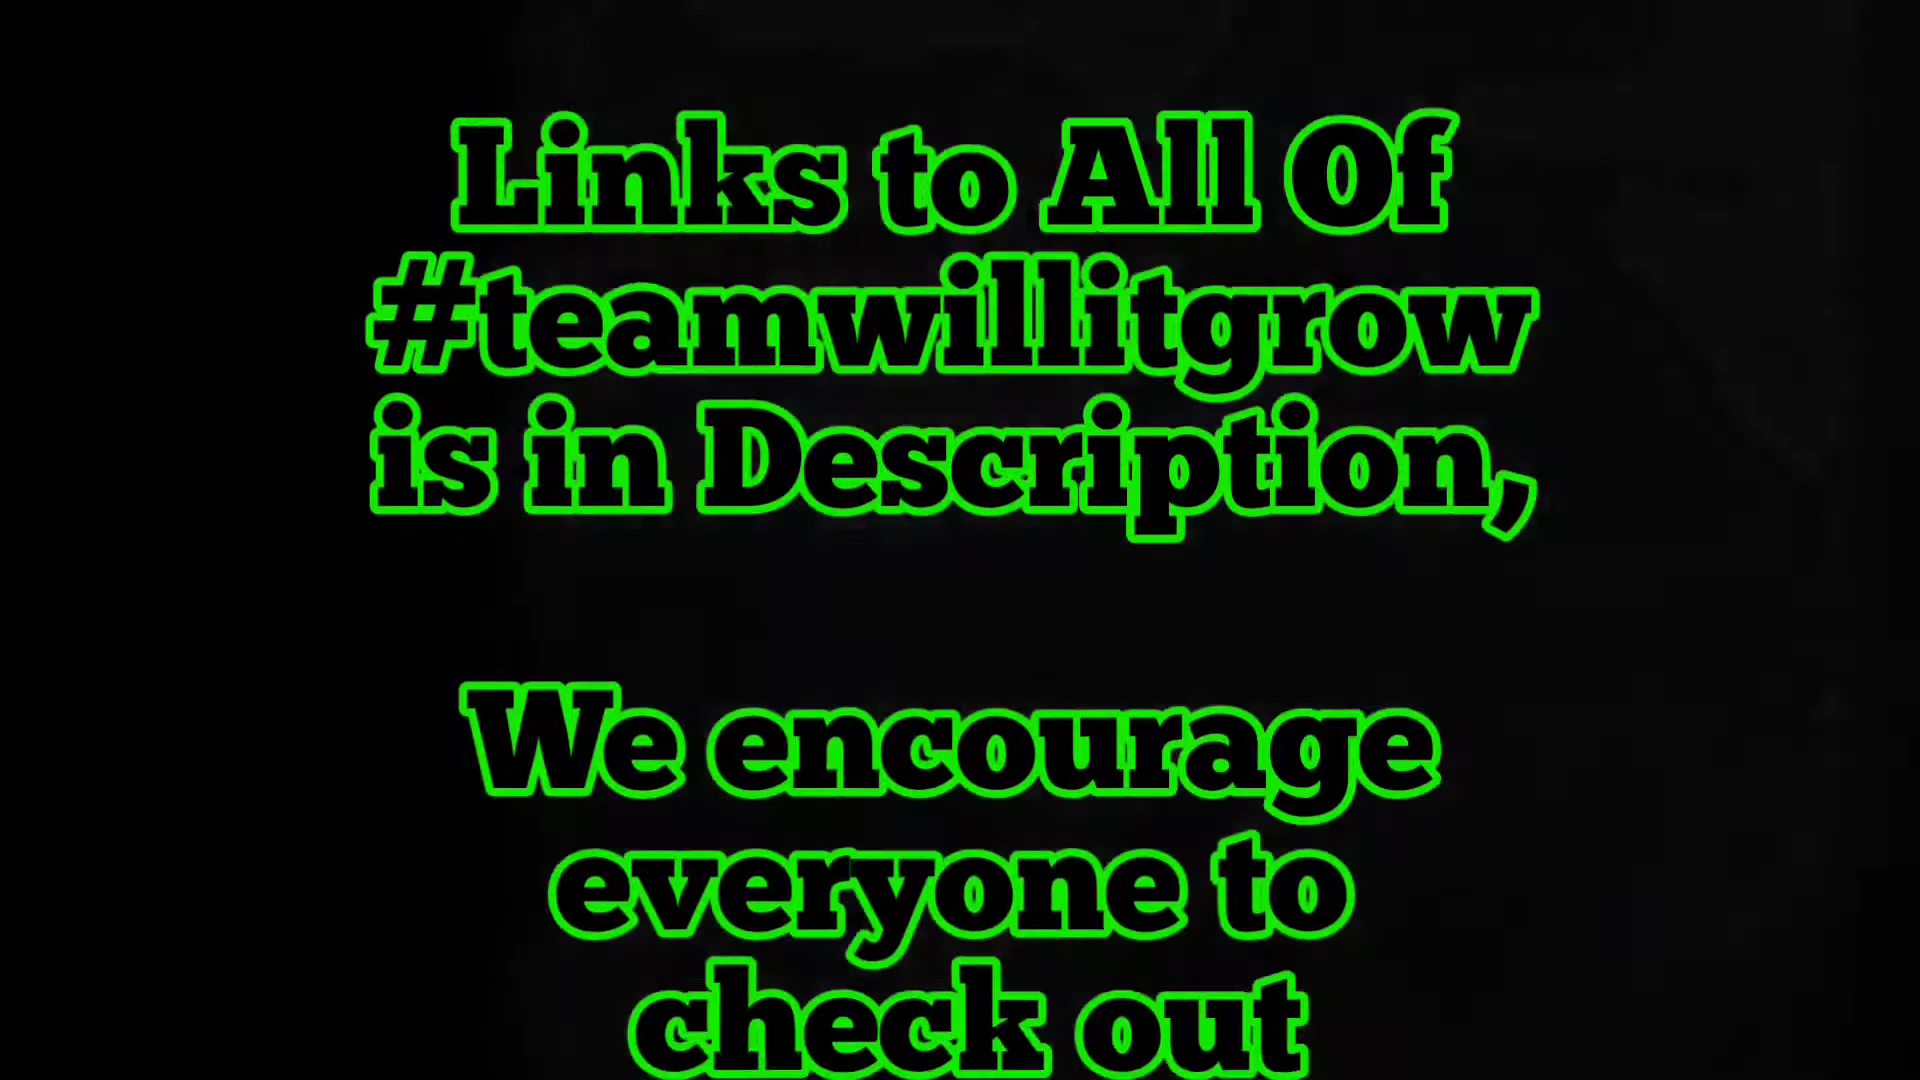 Links to All Of
#teamwillitgrow
is in Description,
We encourage
everyone to
check out